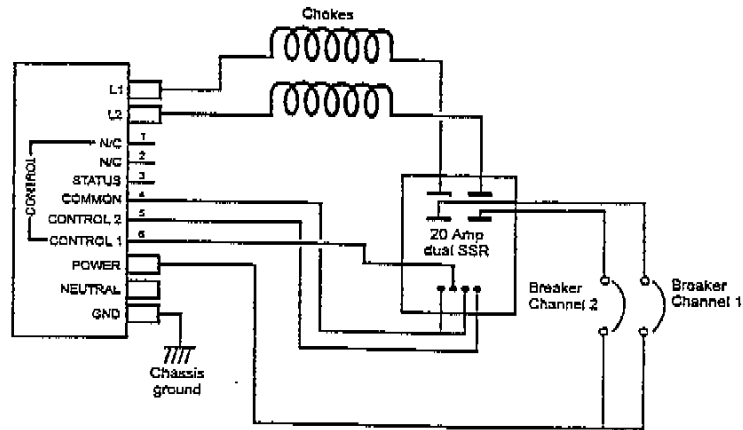 Chokes
L1
L2
N/C 1
N/C 2
STATUS 3
COMMON 4
CONTROL 2 5
CONTROL 1 6
POWER
NEUTRAL
GND
CONTROL
Chassis
ground
20 Amp
dual SSR
Breaker
Channel 2
Breaker
Channel 1